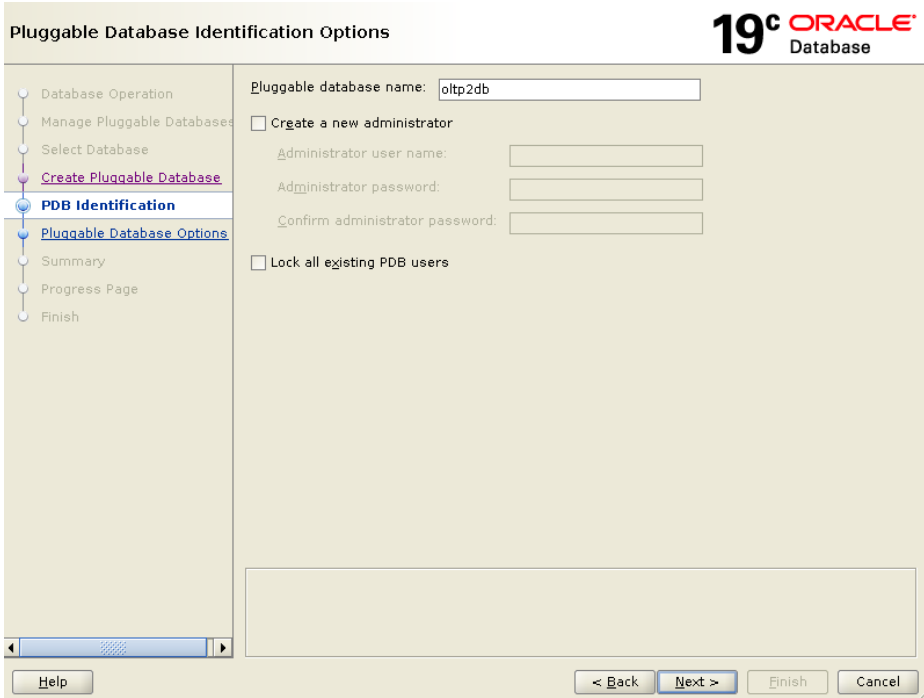 Pluggable Database Identification Options
19c ORACLE
Database
Database Operation
Manage Pluggable Databases
Select Database
Create Pluggable Database
PDB Identification
Pluggable Database Options
Summary
Progress Page
Finish
Pluggable database name: oltp2db
Create a new administrator
Administrator user name:
Administrator password:
Confirm administrator password:
Lock all existing PDB users
Help
< Back
Next >
Finish
Cancel